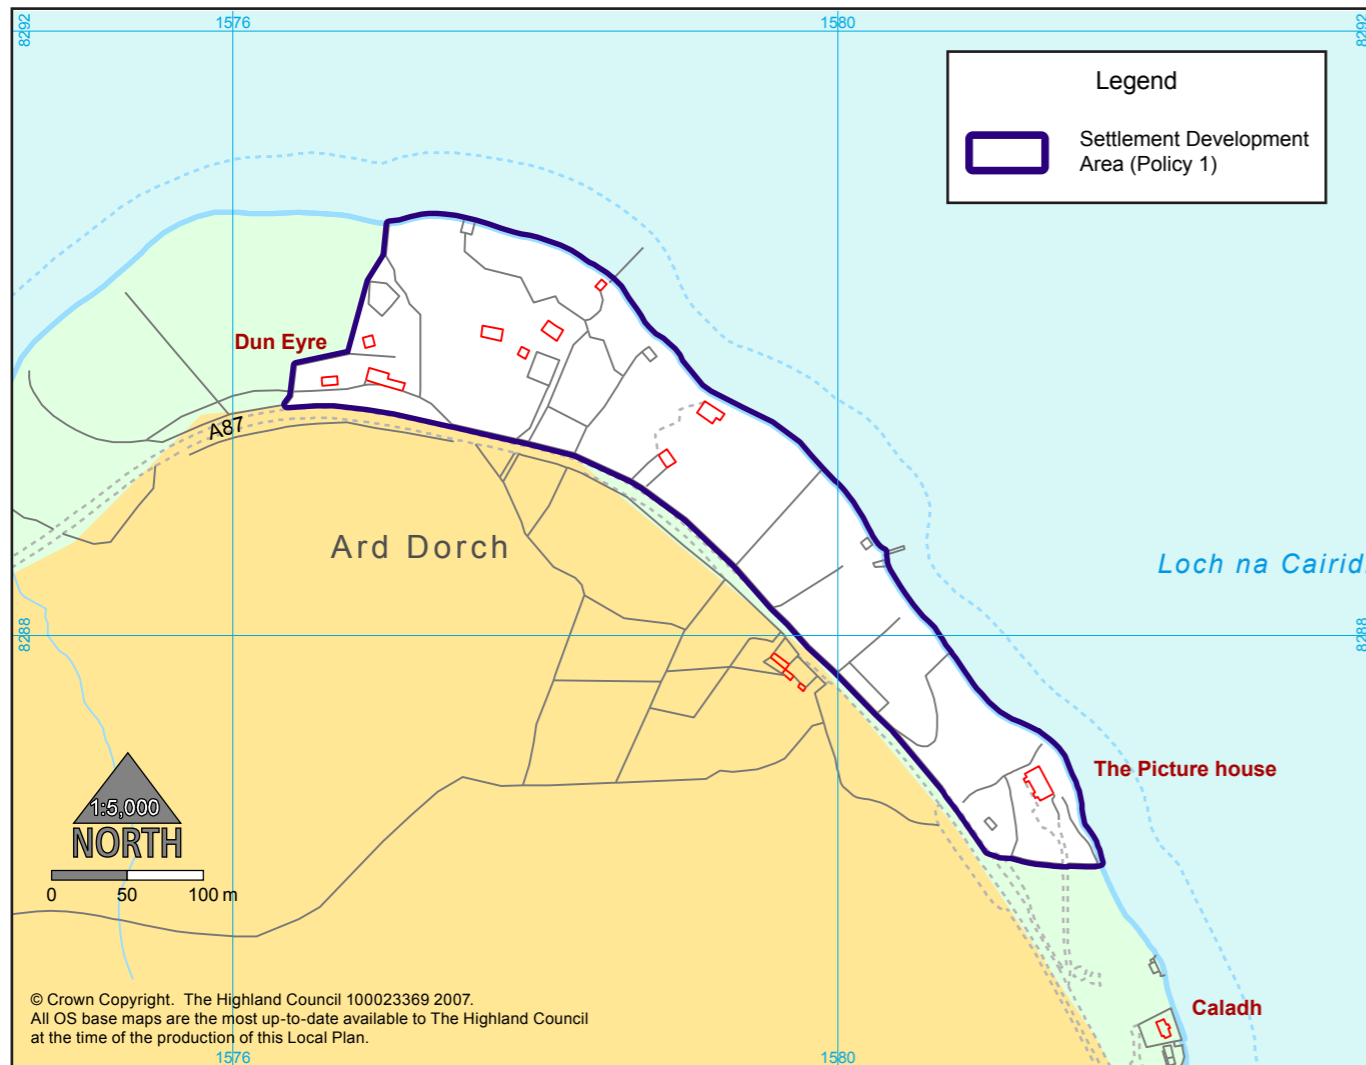 1576
1580
8292
8292
Legend
Settlement Development
Area (Policy 1)
Dun Eyre
A87
Ard Dorch
8288
8288
The Picture house
1:5,000
NORTH
0 50 100 m
© Crown Copyright. The Highland Council 100023369 2007.
All OS base maps are the most up-to-date available to The Highland Council
at the time of the production of this Local Plan.
Caladh
1576
1580
Loch na